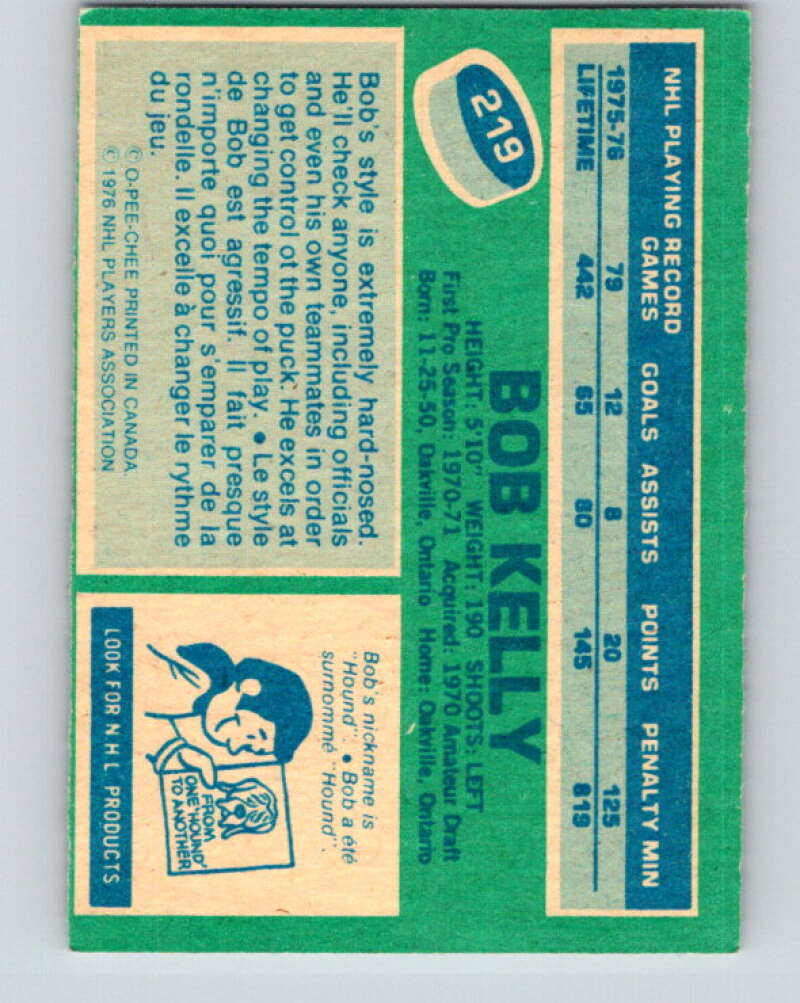 NHL PLAYING RECORD
GAMES GOALS ASSISTS POINTS PENALTY MIN
1975-76 79 12 8 20 125
LIFETIME 442 65 80 145 819
219
BOB KELLY
HEIGHT: 5'10" WEIGHT: 190 SHOOTS: LEFT
First Pro Season: 1970-71 Acquired: 1970 Amateur Draft
Born: 11-25-50, Oakville, Ontario Home: Oakville, Ontario
Bob's style is extremely hard-nosed.
He'll check anyone, including officials
and even his own teammates in order
to get control ot the puck. He excels at
changing the tempo of play. • Le style
de Bob est agressif. Il fait presque
n'importe quoi pour s'emparer de la
rondelle. Il excelle à changer le rythme
du jeu.
© O-PEE-CHEE PRINTED IN CANADA.
© 1976 NHL PLAYERS ASSOCIATION
Bob's nickname is
"Hound". • Bob a été
surnommé "Hound".
FROM
ONE 'HOUND'
TO ANOTHER
LOOK FOR NHL PRODUCTS